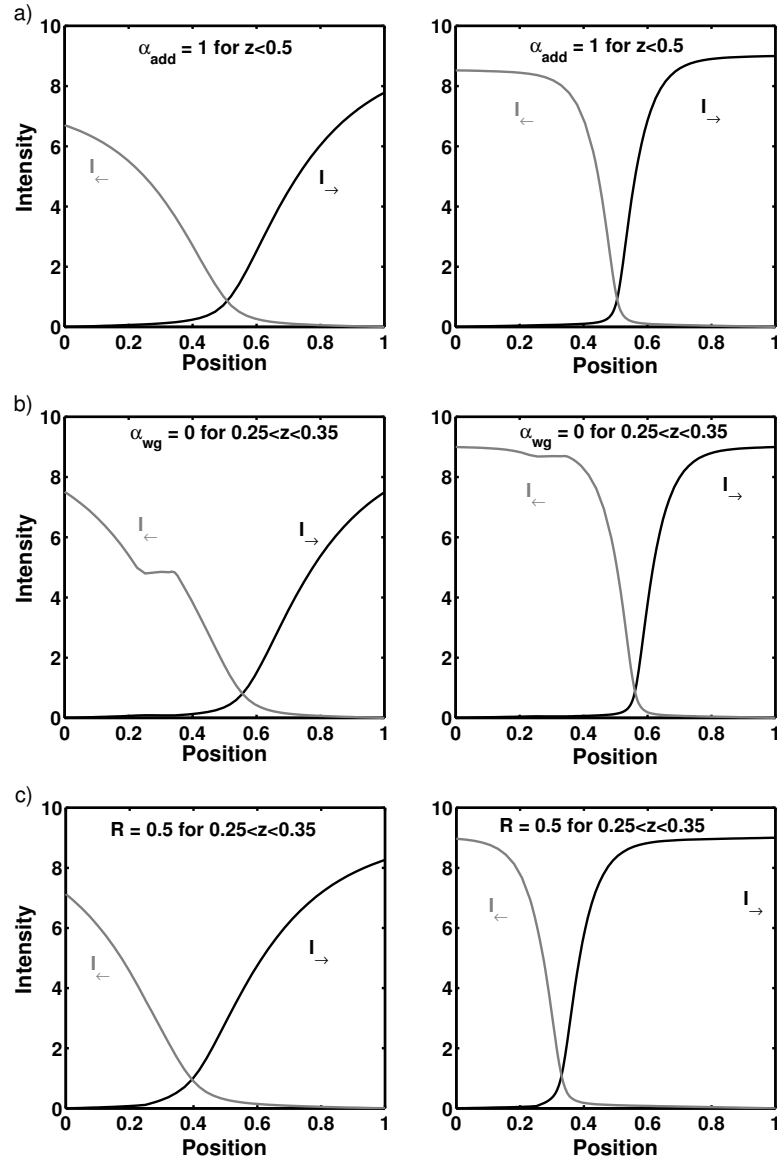 a)
α_add = 1 for z<0.5
α_add = 1 for z<0.5
10
8
6
4
2
0
Intensity
I←
I→
0 0.2 0.4 0.6 0.8 1
Position
10
8
6
4
2
0
I←
I→
0 0.2 0.4 0.6 0.8 1
Position
b)
α_wg = 0 for 0.25<z<0.35
α_wg = 0 for 0.25<z<0.35
10
8
6
4
2
0
Intensity
I←
I→
0 0.2 0.4 0.6 0.8 1
Position
10
8
6
4
2
0
I←
I→
0 0.2 0.4 0.6 0.8 1
Position
c)
R = 0.5 for 0.25<z<0.35
R = 0.5 for 0.25<z<0.35
10
8
6
4
2
0
Intensity
I←
I→
0 0.2 0.4 0.6 0.8 1
Position
10
8
6
4
2
0
I←
I→
0 0.2 0.4 0.6 0.8 1
Position